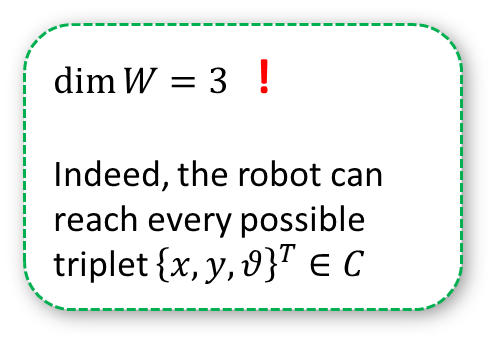 dim W = 3 !
Indeed, the robot can
reach every possible
triplet {x, y, ϑ}ᵀ ∈ C